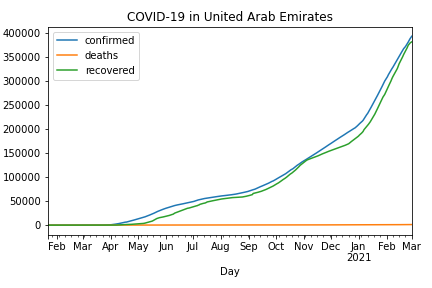 COVID-19 in United Arab Emirates
400000
350000
300000
250000
200000
150000
100000
50000
0
confirmed
deaths
recovered
Feb Mar Apr May Jun Jul Aug Sep Oct Nov Dec Jan Feb Mar
2021
Day